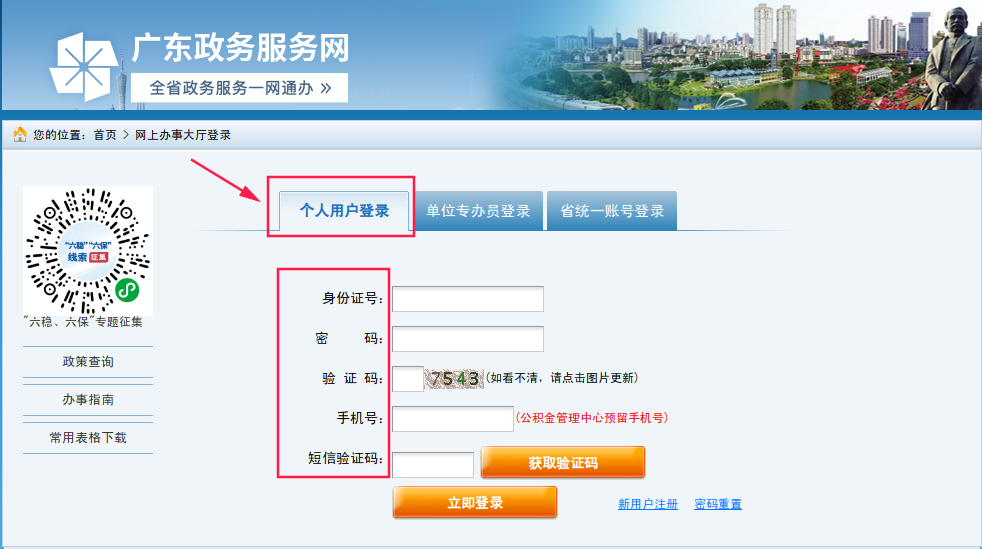 广东政务服务网
全省政务服务一网通办 »
您的位置：首页 > 网上办事大厅登录
个人用户登录 单位专办员登录 省统一账号登录
“六稳”“六保”
线索 征集
“六稳、六保”专题征集
政策查询
办事指南
常用表格下载
身份证号：
密 码：
验 证 码： 7543 (如看不清，请点击图片更新)
手机号： (公积金管理中心预留手机号)
短信验证码： 获取验证码
立即登录 新用户注册 密码重置